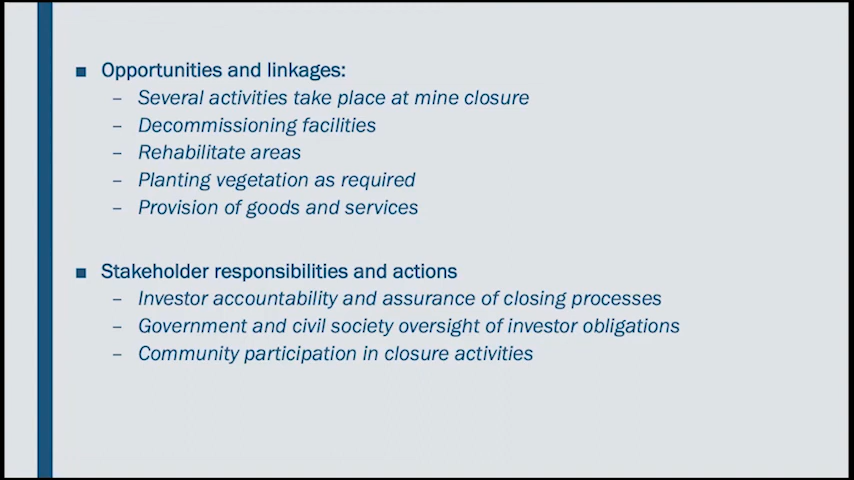 ■ Opportunities and linkages:
– Several activities take place at mine closure
– Decommissioning facilities
– Rehabilitate areas
– Planting vegetation as required
– Provision of goods and services
■ Stakeholder responsibilities and actions
– Investor accountability and assurance of closing processes
– Government and civil society oversight of investor obligations
– Community participation in closure activities